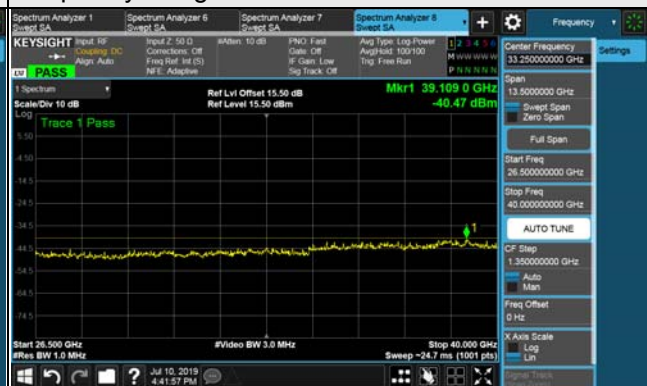 Spectrum Analyzer 1
Swept SA
Spectrum Analyzer 6
Swept SA
Spectrum Analyzer 7
Swept SA
Spectrum Analyzer 8
Swept SA
Frequency
KEYSIGHT
Input: RF
Coupling: DC
Align: Auto
Input Z: 50 Ω
Corrections: Off
Freq Ref: Int (S)
NFE: Adaptive
#Atten: 10 dB
PNO: Fast
Gate: Off
IF Gain: Low
Sig Track: Off
Avg Type: Log-Power
Avg|Hold: 100/100
Trig: Free Run
1 2 3 4 5 6
M W W W W W
P N N N N N
LXI PASS
1 Spectrum
Scale/Div 10 dB
Ref Lvl Offset 15.50 dB
Ref Level 15.50 dBm
Mkr1 39.109 0 GHz
-40.47 dBm
Log
Trace 1 Pass
5.50
-4.50
-14.5
-24.5
-34.5
-44.5
-54.5
-64.5
-74.5
1
Start 26.500 GHz
#Res BW 1.0 MHz
#Video BW 3.0 MHz
Stop 40.000 GHz
Sweep ~24.7 ms (1001 pts)
Center Frequency
33.250000000 GHz
Settings
Span
13.5000000 GHz
Swept Span
Zero Span
Full Span
Start Freq
26.500000000 GHz
Stop Freq
40.000000000 GHz
AUTO TUNE
CF Step
1.350000000 GHz
Auto
Man
Freq Offset
0 Hz
X Axis Scale
Log
Lin
Signal Track
Jul 10, 2019
4:41:57 PM